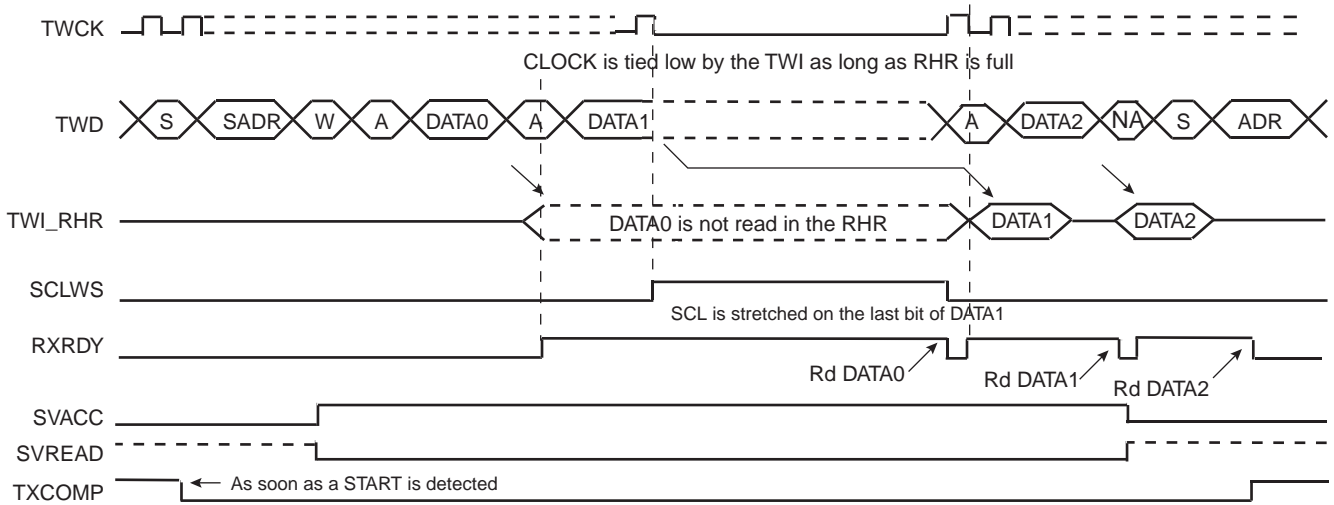 TWCK
CLOCK is tied low by the TWI as long as RHR is full
TWD S SADR W A DATA0 A DATA1 A DATA2 NA S ADR
TWI_RHR DATA0 is not read in the RHR DATA1 DATA2
SCLWS
SCL is stretched on the last bit of DATA1
RXRDY
Rd DATA0 Rd DATA1 Rd DATA2
SVACC
SVREAD
TXCOMP As soon as a START is detected